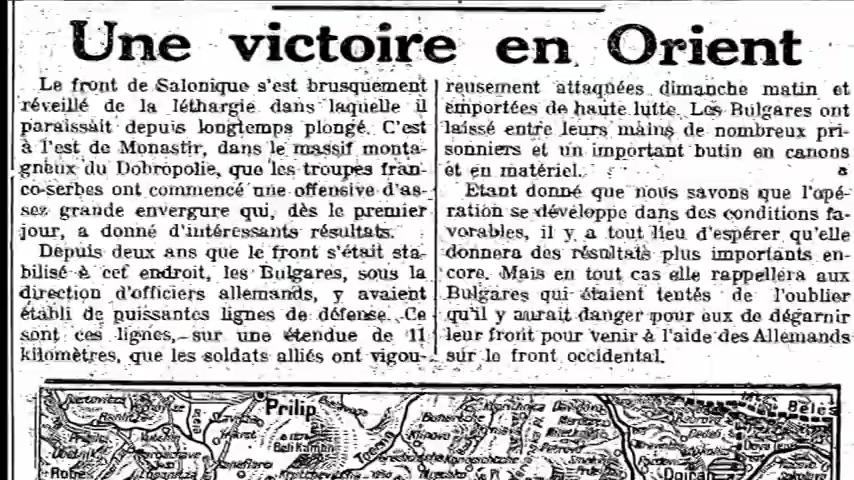 Une victoire en Orient
Le front de Salonique s'est brusquement
réveillé de la léthargie dans laquelle il
paraissait depuis longtemps plongé. C'est
à l'est de Monastir, dans le massif monta-
gneux du Dobropolie, que les troupes fran-
co-serbes ont commencé une offensive d'as-
sez grande envergure qui, dès le premier
jour, a donné d'intéressants résultats.
Depuis deux ans que le front s'était sta-
bilisé à cet endroit, les Bulgares, sous la
direction d'officiers allemands, y avaient
établi de puissantes lignes de défense. Ce
sont ces lignes, sur une étendue de 11
kilomètres, que les soldats alliés ont vigou-
reusement attaquées dimanche matin et
emportées de haute lutte. Les Bulgares ont
laissé entre leurs mains de nombreux pri-
sonniers et un important butin en canons
et en matériel.
Etant donné que nous savons que l'opé-
ration se développe dans des conditions fa-
vorables, il y a tout lieu d'espérer qu'elle
donnera des résultats plus importants en-
core. Mais en tout cas elle rappellera aux
Bulgares qui étaient tentés de l'oublier
qu'il y aurait danger pour eux de dégarnir
leur front pour venir à l'aide des Allemands
sur le front occidental.
Prilip
Beles
Doiran